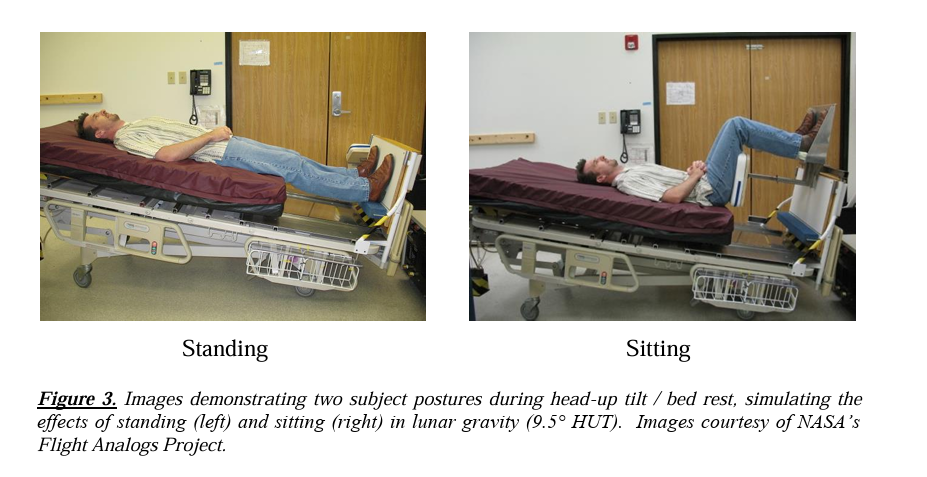 Standing
Sitting
Figure 3. Images demonstrating two subject postures during head-up tilt / bed rest, simulating the
effects of standing (left) and sitting (right) in lunar gravity (9.5° HUT). Images courtesy of NASA's
Flight Analogs Project.